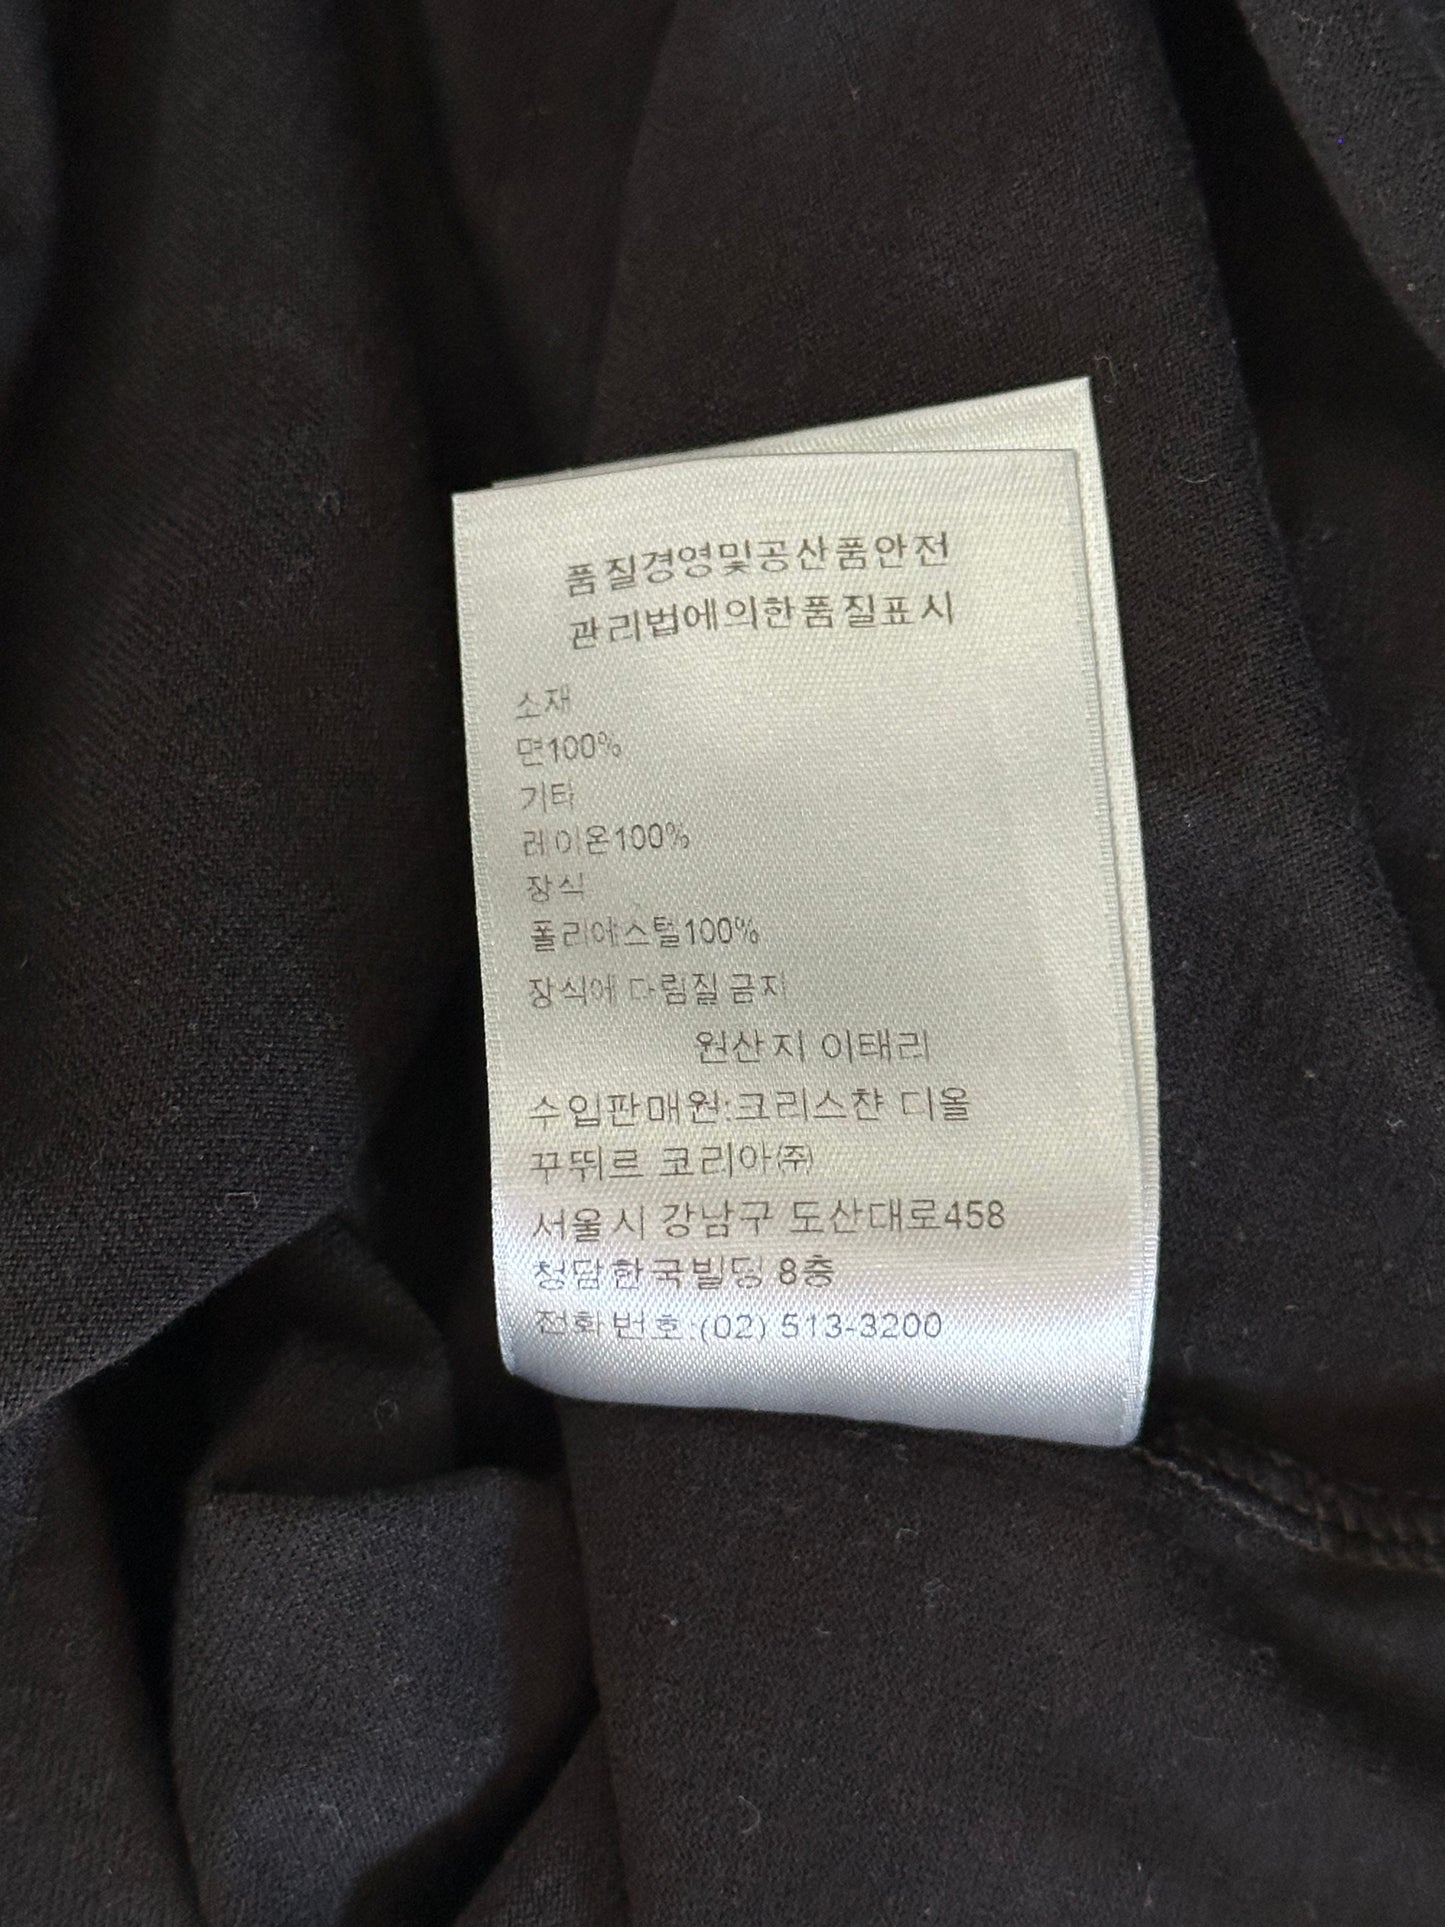 품질경영및공산품안전
관리법에의한품질표시
소재
면100%
기타
레이온100%
장식
폴리에스텔100%
장식에 다림질 금지
원산지 이태리
수입판매원:크리스챤 디올
꾸뛰르 코리아㈜
서울시 강남구 도산대로458
청담한국빌딩 8층
전화번호:(02) 513-3200